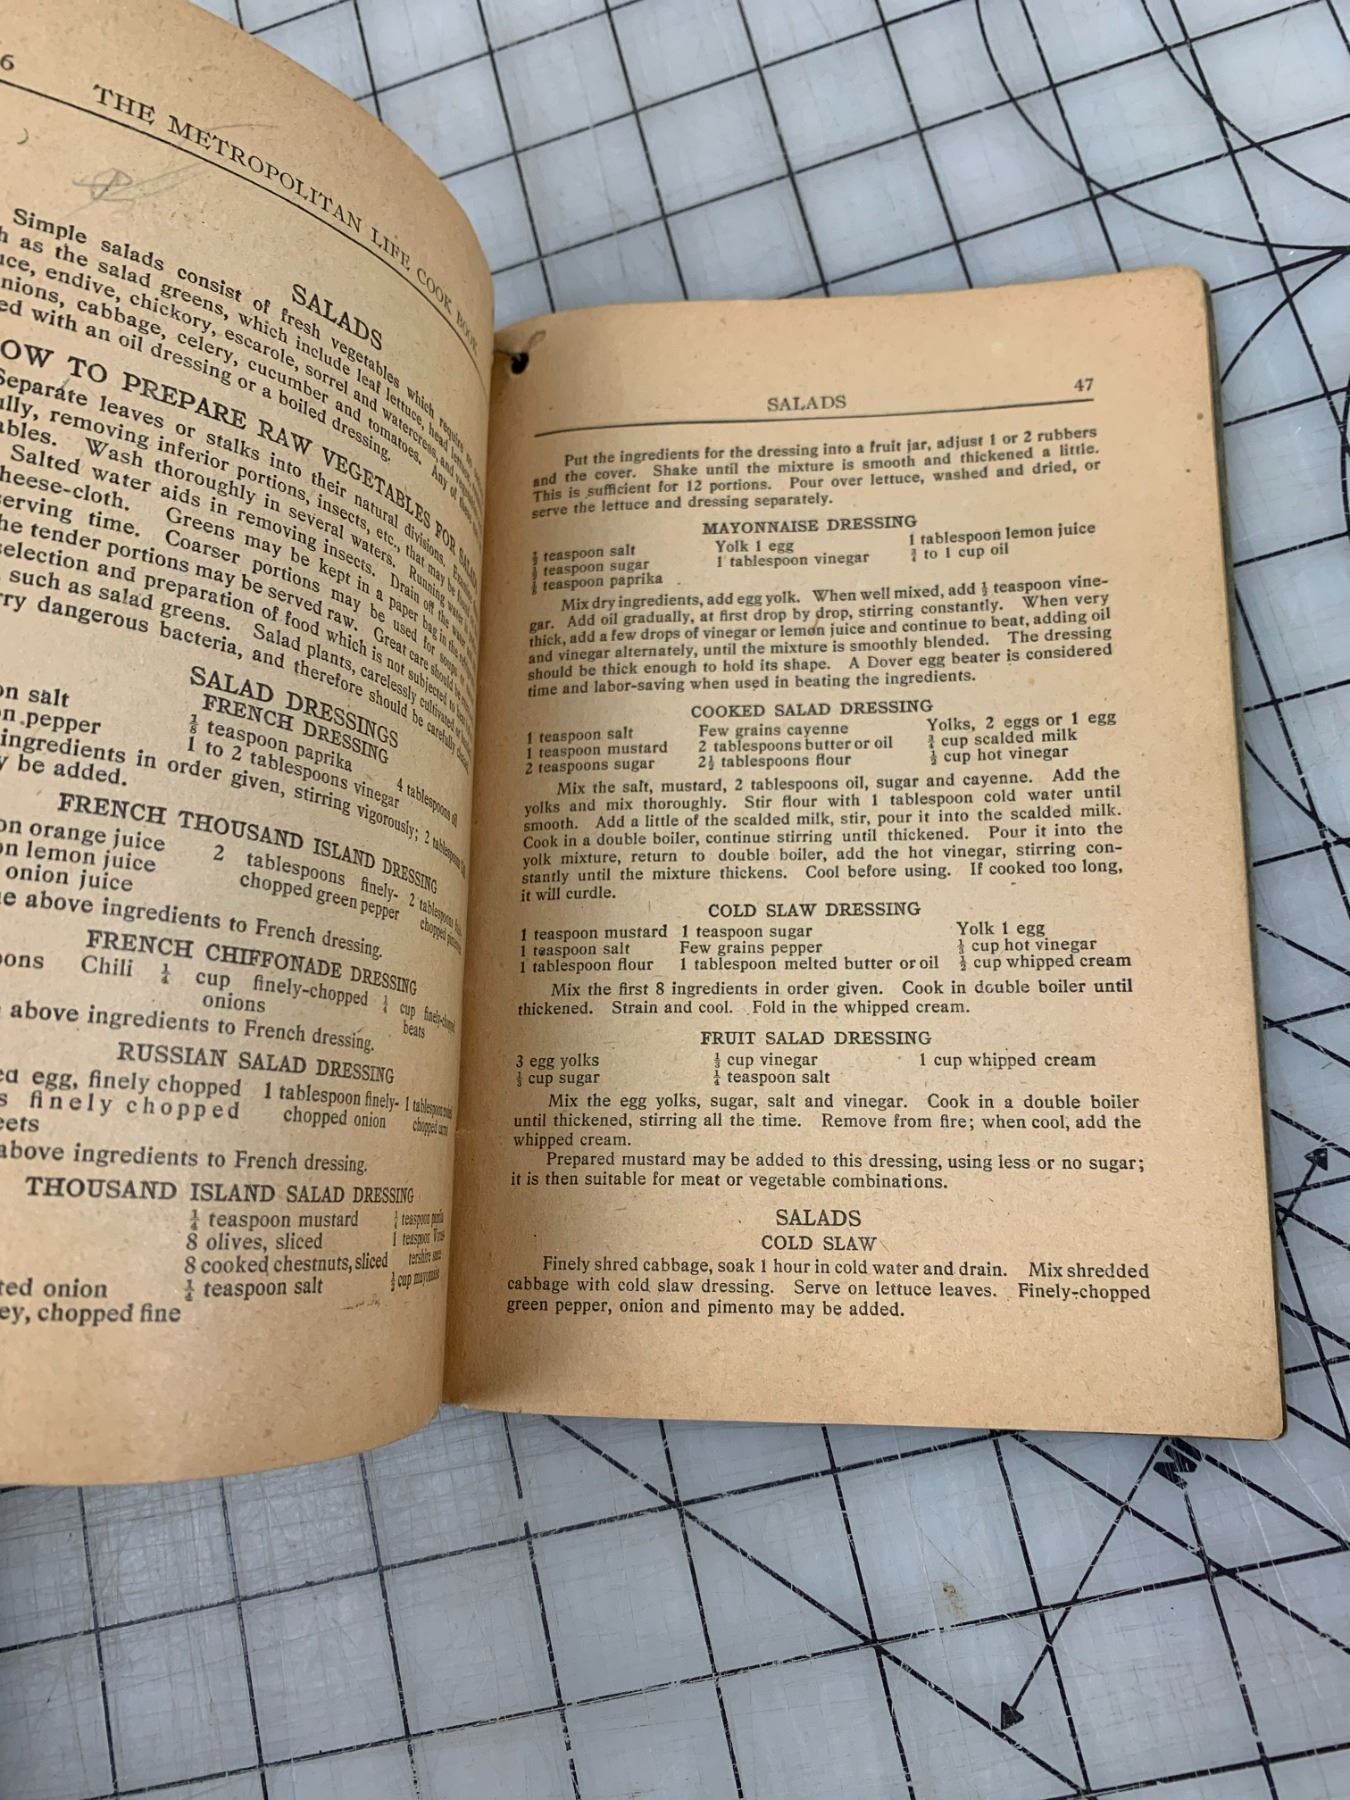 6
THE METROPOLITAN LIFE COOK BOOK
SALADS
Simple salads consist of fresh vegetables which require no
as the salad greens, which include leaf lettuce, head lettuce,
endive, chickory, escarole, sorrel and watercress, and
cabbage, celery, cucumber and tomatoes. Any of these
with an oil dressing or a boiled dressing.
TO PREPARE RAW VEGETABLES FOR SALAD
Separate leaves or stalks into their natural divisions.
removing inferior portions, insects, etc., that may be found
Wash thoroughly in several waters. Running water is
Salted water aids in removing insects. Drain off the water
cheese-cloth. Greens may be kept in a paper bag in the
serving time. Coarser portions may be used for soups or
the tender portions may be served raw. Great care should be
selection and preparation of food which is not subjected to
such as salad greens. Salad plants, carelessly cultivated or
dangerous bacteria, and therefore should be carefully
SALAD DRESSINGS
FRENCH DRESSING
salt ⅛ teaspoon paprika 4 tablespoons oil
pepper 1 to 2 tablespoons vinegar
ingredients in order given, stirring vigorously; 2
be added.
FRENCH THOUSAND ISLAND DRESSING
orange juice 2 tablespoons finely-
lemon juice chopped green pepper
onion juice
above ingredients to French dressing.
FRENCH CHIFFONADE DRESSING
Chili ¼ cup finely-chopped ¼ cup finely-chopped
onions beats
above ingredients to French dressing.
RUSSIAN SALAD DRESSING
egg, finely chopped 1 tablespoon finely-
finely chopped chopped onion
above ingredients to French dressing.
THOUSAND ISLAND SALAD DRESSING
¼ teaspoon mustard
8 olives, sliced
8 cooked chestnuts, sliced
onion ¼ teaspoon salt
chopped fine
SALADS 47
Put the ingredients for the dressing into a fruit jar, adjust 1 or 2 rubbers
and the cover. Shake until the mixture is smooth and thickened a little.
This is sufficient for 12 portions. Pour over lettuce, washed and dried, or
serve the lettuce and dressing separately.
MAYONNAISE DRESSING
teaspoon salt Yolk 1 egg 1 tablespoon lemon juice
teaspoon sugar 1 tablespoon vinegar ¾ to 1 cup oil
teaspoon paprika
Mix dry ingredients, add egg yolk. When well mixed, add ½ teaspoon vine-
gar. Add oil gradually, at first drop by drop, stirring constantly. When very
thick, add a few drops of vinegar or lemon juice and continue to beat, adding oil
and vinegar alternately, until the mixture is smoothly blended. The dressing
should be thick enough to hold its shape. A Dover egg beater is considered
time and labor-saving when used in beating the ingredients.
COOKED SALAD DRESSING
1 teaspoon salt Few grains cayenne Yolks, 2 eggs or 1 egg
1 teaspoon mustard 2 tablespoons butter or oil ¾ cup scalded milk
2 teaspoons sugar 2½ tablespoons flour ½ cup hot vinegar
Mix the salt, mustard, 2 tablespoons oil, sugar and cayenne. Add the
yolks and mix thoroughly. Stir flour with 1 tablespoon cold water until
smooth. Add a little of the scalded milk, stir, pour it into the scalded milk.
Cook in a double boiler, continue stirring until thickened. Pour it into the
yolk mixture, return to double boiler, add the hot vinegar, stirring con-
stantly until the mixture thickens. Cool before using. If cooked too long,
it will curdle.
COLD SLAW DRESSING
1 teaspoon mustard 1 teaspoon sugar Yolk 1 egg
1 teaspoon salt Few grains pepper ⅓ cup hot vinegar
1 tablespoon flour 1 tablespoon melted butter or oil ½ cup whipped cream
Mix the first 8 ingredients in order given. Cook in double boiler until
thickened. Strain and cool. Fold in the whipped cream.
FRUIT SALAD DRESSING
3 egg yolks ⅓ cup vinegar 1 cup whipped cream
⅓ cup sugar ¼ teaspoon salt
Mix the egg yolks, sugar, salt and vinegar. Cook in a double boiler
until thickened, stirring all the time. Remove from fire; when cool, add the
whipped cream.
Prepared mustard may be added to this dressing, using less or no sugar;
it is then suitable for meat or vegetable combinations.
SALADS
COLD SLAW
Finely shred cabbage, soak 1 hour in cold water and drain. Mix shredded
cabbage with cold slaw dressing. Serve on lettuce leaves. Finely-chopped
green pepper, onion and pimento may be added.